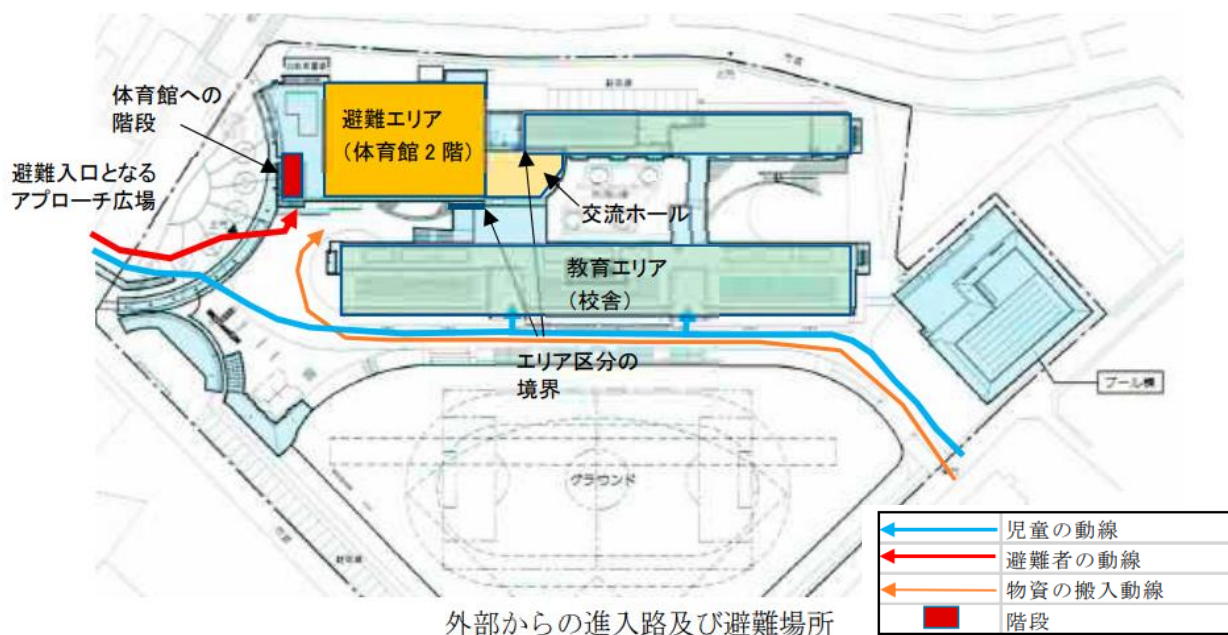 体育館への
階段
避難エリア
(体育館2階)
避難入口となる
アプローチ広場
交流ホール
教育エリア
(校舎)
エリア区分の
境界
プール棟
グラウンド
児童の動線
避難者の動線
物資の搬入動線
階段
外部からの進入路及び避難場所